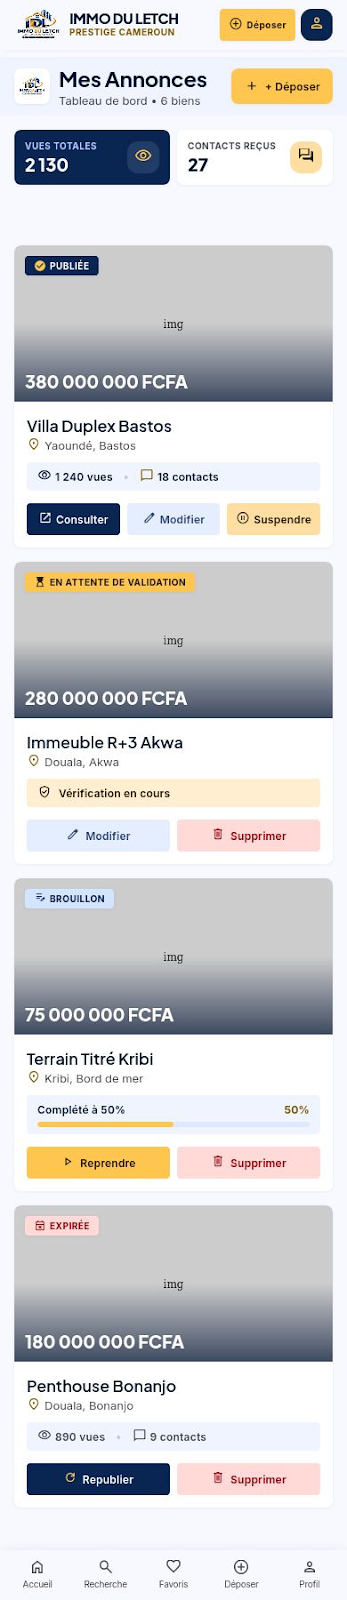 IDL
IMMO DU LETCH
IMMO DU LETCH
PRESTIGE CAMEROUN
Déposer
Mes Annonces
Tableau de bord • 6 biens
+ + Déposer
VUES TOTALES
2 130
CONTACTS REÇUS
27
PUBLIÉE
img
380 000 000 FCFA
Villa Duplex Bastos
Yaoundé, Bastos
1 240 vues • 18 contacts
Consulter Modifier Suspendre
EN ATTENTE DE VALIDATION
img
280 000 000 FCFA
Immeuble R+3 Akwa
Douala, Akwa
Vérification en cours
Modifier Supprimer
BROUILLON
img
75 000 000 FCFA
Terrain Titré Kribi
Kribi, Bord de mer
Complété à 50% 50%
Reprendre Supprimer
EXPIRÉE
img
180 000 000 FCFA
Penthouse Bonanjo
Douala, Bonanjo
890 vues • 9 contacts
Republier Supprimer
Accueil Recherche Favoris Déposer Profil